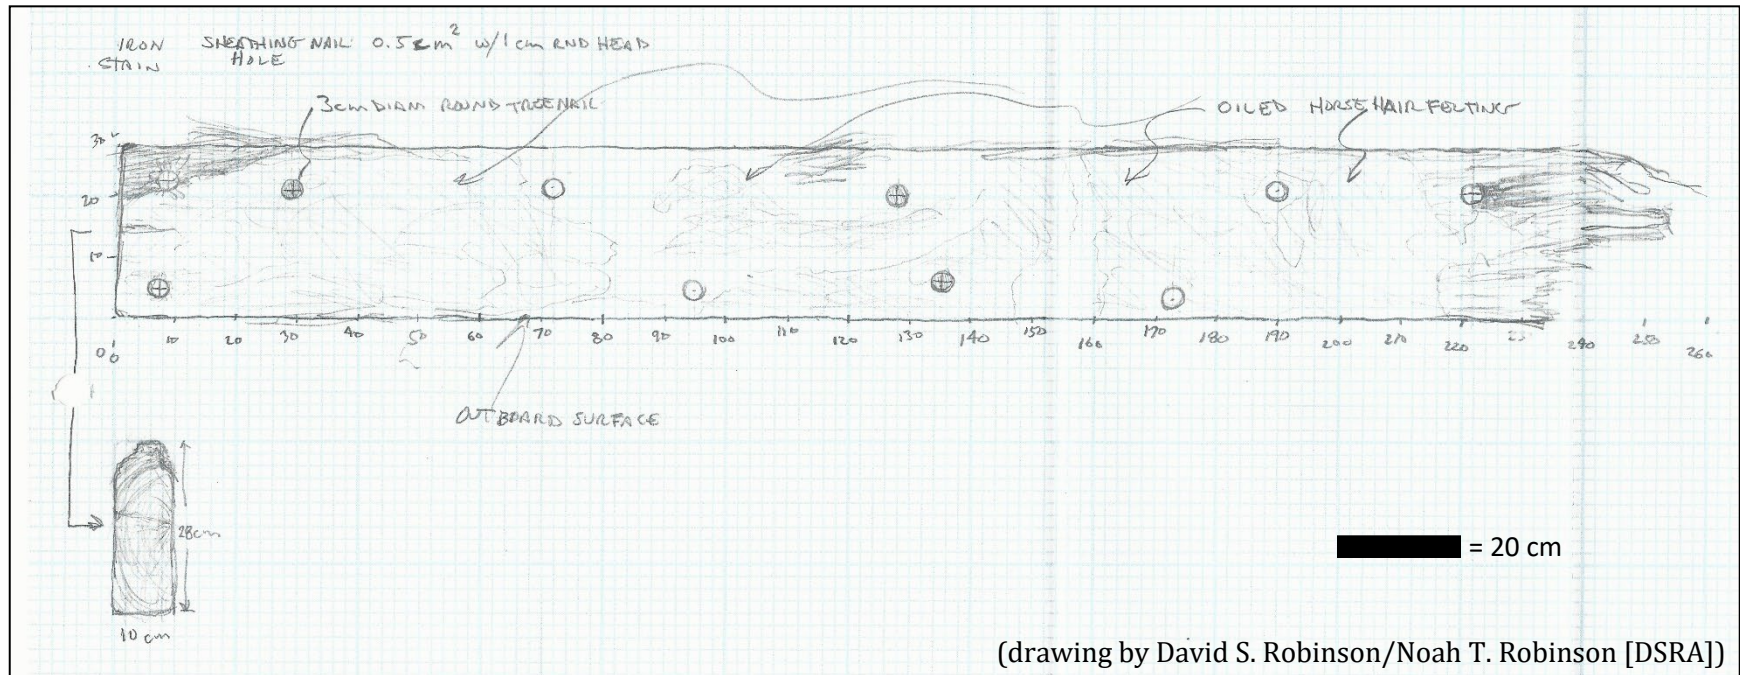 IRON SHEATHING NAIL 0.5cm² w/1cm RND HEAD
STAIN HOLE
3cm DIAM ROUND TREENAIL
OILED HORSEHAIR FELTING
30
20
10
0
0 10 20 30 40 50 60 70 80 90 100 110 120 130 140 150 160 170 180 190 200 210 220 240 250 260
OUTBOARD SURFACE
28cm
10 cm
= 20 cm
(drawing by David S. Robinson/Noah T. Robinson [DSRA])